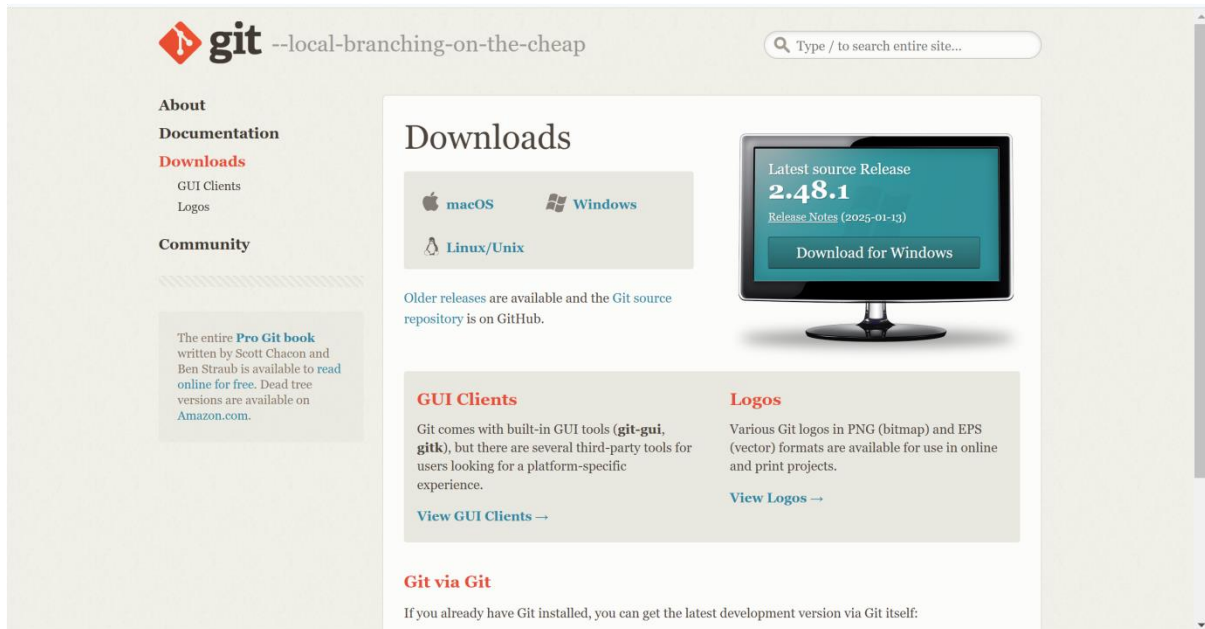 git --local-branching-on-the-cheap
Type / to search entire site...
About
Documentation
Downloads
GUI Clients
Logos
Community
The entire Pro Git book
written by Scott Chacon and
Ben Straub is available to read
online for free. Dead tree
versions are available on
Amazon.com.
Downloads
macOS
Windows
Linux/Unix
Older releases are available and the Git source
repository is on GitHub.
Latest source Release
2.48.1
Release Notes (2025-01-13)
Download for Windows
GUI Clients
Git comes with built-in GUI tools (git-gui,
gitk), but there are several third-party tools for
users looking for a platform-specific
experience.
View GUI Clients →
Logos
Various Git logos in PNG (bitmap) and EPS
(vector) formats are available for use in online
and print projects.
View Logos →
Git via Git
If you already have Git installed, you can get the latest development version via Git itself: